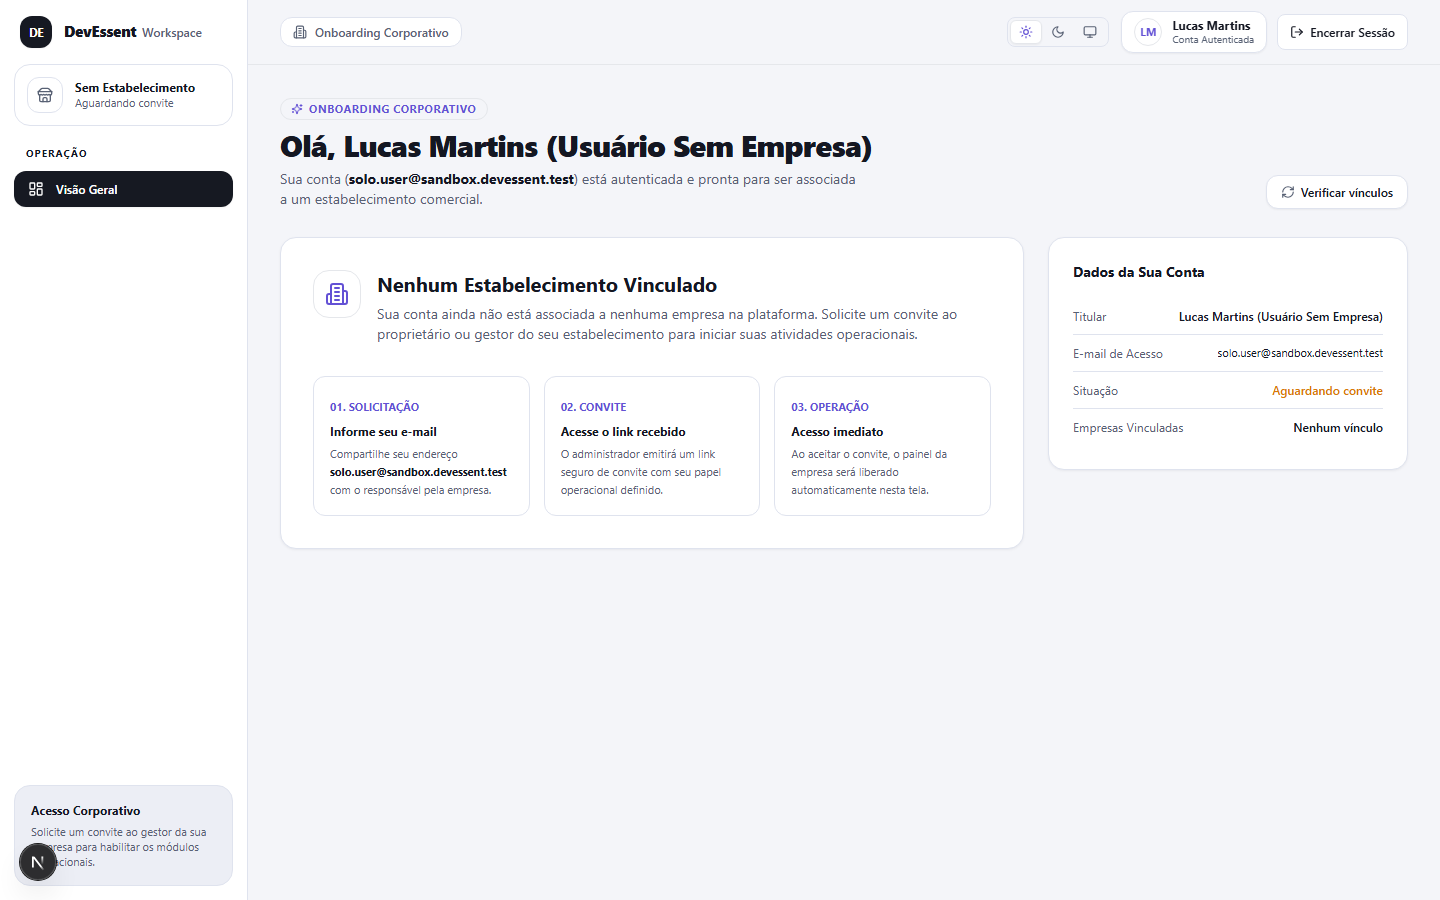 DE DevEssent Workspace
Sem Estabelecimento
Aguardando convite
OPERAÇÃO
Visão Geral
Acesso Corporativo
Solicite um convite ao gestor da sua
para habilitar os módulos
Onboarding Corporativo
LM
Lucas Martins
Conta Autenticada
Encerrar Sessão
ONBOARDING CORPORATIVO
Olá, Lucas Martins (Usuário Sem Empresa)
Sua conta (solo.user@sandbox.devessent.test) está autenticada e pronta para ser associada
a um estabelecimento comercial.
Verificar vínculos
Nenhum Estabelecimento Vinculado
Sua conta ainda não está associada a nenhuma empresa na plataforma. Solicite um convite ao
proprietário ou gestor do seu estabelecimento para iniciar suas atividades operacionais.
01. SOLICITAÇÃO
Informe seu e-mail
Compartilhe seu endereço
solo.user@sandbox.devessent.test
com o responsável pela empresa.
02. CONVITE
Acesse o link recebido
O administrador emitirá um link
seguro de convite com seu papel
operacional definido.
03. OPERAÇÃO
Acesso imediato
Ao aceitar o convite, o painel da
empresa será liberado
automaticamente nesta tela.
Dados da Sua Conta
Titular Lucas Martins (Usuário Sem Empresa)
E-mail de Acesso solo.user@sandbox.devessent.test
Situação Aguardando convite
Empresas Vinculadas Nenhum vínculo
N